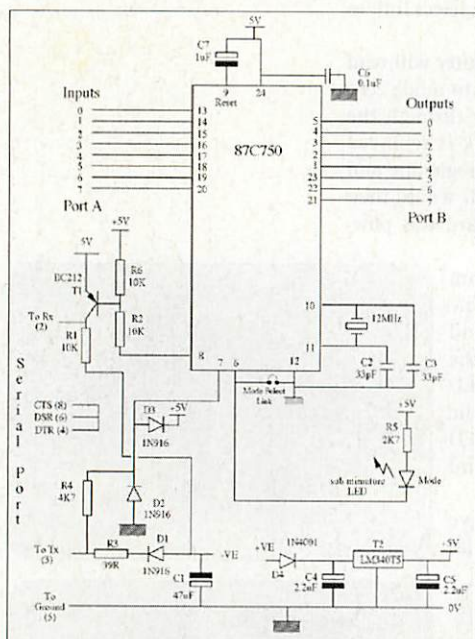 5V
C7
1uF
C6
0.1uF
9
24
Reset
Inputs
Outputs
87C750
0
1
2
3
4
5
6
7
13
14
15
16
17
18
19
20
5
4
3
2
1
23
22
21
0
1
2
3
4
5
6
7
Port A
Port B
+5V
5V
BC212
T1
R6
10K
R2
10K
To Rx
(2)
R1
10K
10
12MHz
11
8
7
6
12
C2
33pF
C3
33pF
Mode Select
Link
Serial Port
CTS (8)
DSR (6)
DTR (4)
D3
+5V
1N916
+5V
R5
2K7
sub-miniature
LED
Mode
R4
4K7
D2
1N916
To Tx
(3)
R3
39R
D1
1N916
-VE
C1
47uF
+VE
1N4001
D4
T2
LM340T5
+5V
C4
2.2uF
C5
2.2uF
To
Ground
(5)
0V